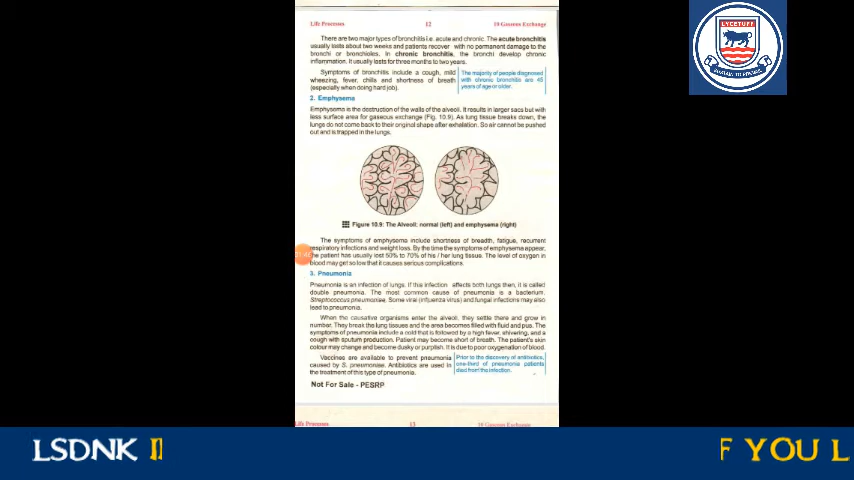 Life Processes 12 10 Gaseous Exchange
There are two major types of bronchitis i.e. acute and chronic. The acute bronchitis
usually lasts about two weeks and patients recover with no permanent damage to the
bronchi or bronchioles. In chronic bronchitis, the bronchi develop chronic
inflammation. It usually lasts for three months to two years.
Symptoms of bronchitis include a cough, mild
wheezing, fever, chills and shortness of breath
(especially when doing hard job).
The majority of people diagnosed
with chronic bronchitis are 45
years of age or older.
2. Emphysema
Emphysema is the destruction of the walls of the alveoli. It results in larger sacs but with
less surface area for gaseous exchange (Fig. 10.9). As lung tissue breaks down, the
lungs do not come back to their original shape after exhalation. So air cannot be pushed
out and is trapped in the lungs.
Figure 10.9: The Alveoli: normal (left) and emphysema (right)
The symptoms of emphysema include shortness of breadth, fatigue, recurrent
respiratory infections and weight loss. By the time the symptoms of emphysema appear,
the patient has usually lost 50% to 70% of his / her lung tissue. The level of oxygen in
blood may get so low that it causes serious complications.
3. Pneumonia
Pneumonia is an infection of lungs. If this infection affects both lungs then, it is called
double pneumonia. The most common cause of pneumonia is a bacterium,
Streptococcus pneumoniae. Some viral (influenza virus) and fungal infections may also
lead to pneumonia.
When the causative organisms enter the alveoli, they settle there and grow in
number. They break the lung tissues and the area becomes filled with fluid and pus. The
symptoms of pneumonia include a cold that is followed by a high fever, shivering, and a
cough with sputum production. Patient may become short of breath. The patient's skin
colour may change and become dusky or purplish. It is due to poor oxygenation of blood.
Vaccines are available to prevent pneumonia
caused by S. pneumoniae. Antibiotics are used in
the treatment of this type of pneumonia.
Prior to the discovery of antibiotics,
one-third of pneumonia patients
died from the infection.
Not For Sale - PESRP
Life Processes 13 10 Gaseous Exchange
LYCETUFF
LSDNK
F YOU L